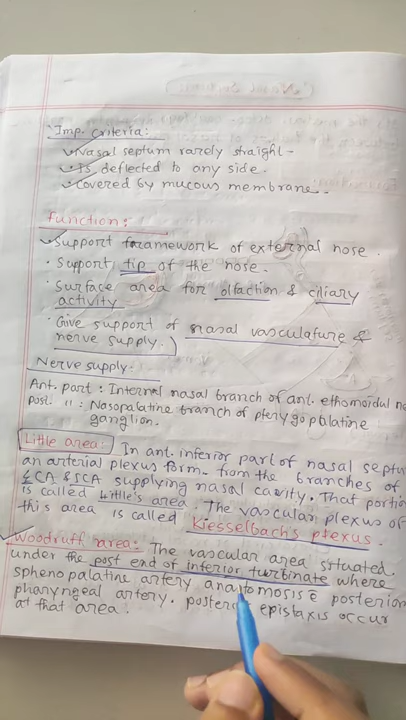 Imp. criteria:
Nasal septum rarely straight -
Is deflected to any side.
Covered by mucous membrane.
Function:
Support framework of external nose.
Support tip of the nose.
Surface area for olfaction & ciliary
activity
Give support of nasal vasculature &
nerve supply.)
Nerve supply:
Ant. part : Internal nasal branch of ant. ethomoidal
post. " : Nasopalatine branch of pterygopalatine
ganglion.
Little area: In ant. inferior part of nasal
an arterial plexus form from the branches of
ECA & ICA supplying nasal cavity. That
is called Little's area. The vascular plexus of
this area is called Kiesselbach's plexus.
Woodruff area: The vascular area situated
under the post end of inferior turbinate where
sphenopalatine artery anatomosis c̄ posterior
pharyngeal artery. epistaxis occur
at that area.